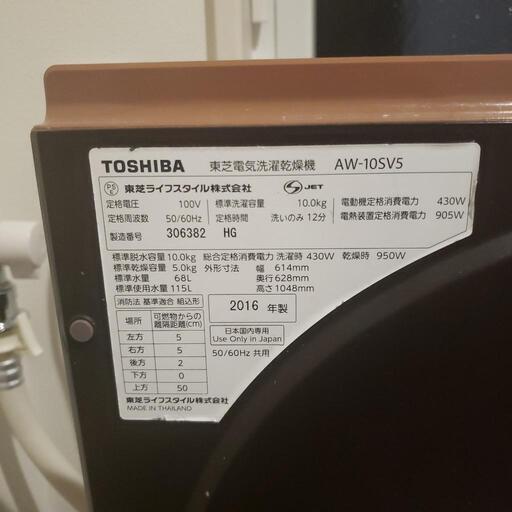 TOSHIBA 東芝電気洗濯乾燥機 AW-10SV5
PSE 東芝ライフスタイル株式会社 JET
定格電圧 100V 標準洗濯容量 10.0kg 電動機定格消費電力 430W
定格周波数 50/60Hz 定格時間 洗いのみ 12分 電熱装置定格消費電力 905W
製造番号 306382 HG
標準脱水容量 10.0kg 総合定格消費電力 洗濯時 430W 乾燥時 950W
標準乾燥容量 5.0kg 外形寸法 幅 614mm
標準水量 68L 奥行 628mm
標準使用水量 115L 高さ 1048mm
消防法 基準適合 組込形
2016 年製
場所 可燃物からの離隔距離(cm)
日本国内専用
Use Only in Japan
左方 5
50/60Hz 共用
右方 5
後方 2
下方 0
上方 50
東芝ライフスタイル株式会社
MADE IN THAILAND